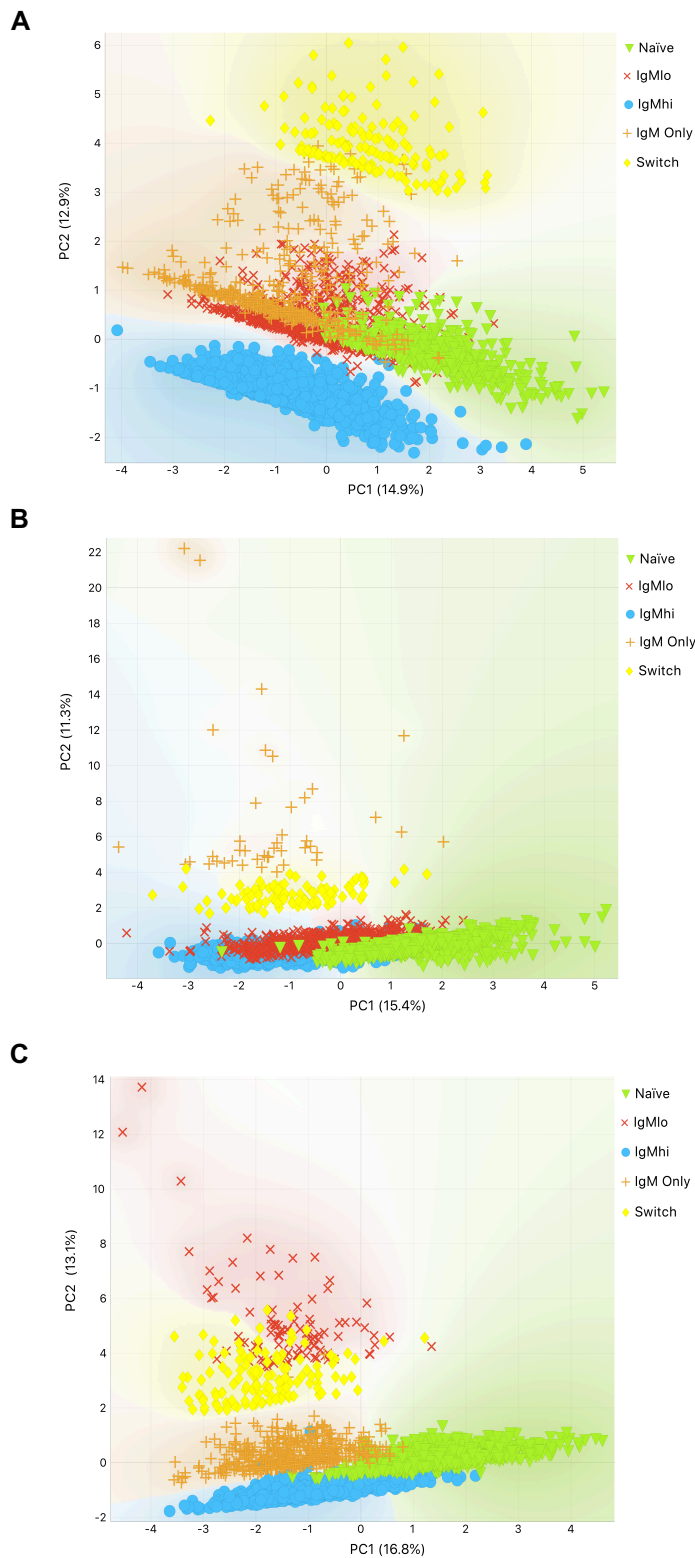 A
6
5
4
3
2
1
0
-1
-2
PC2 (12.9%)
-4 -3 -2 -1 0 1 2 3 4 5
PC1 (14.9%)
Naïve
IgMlo
IgMhi
IgM Only
Switch
B
22
20
18
16
14
12
10
8
6
4
2
0
PC2 (11.3%)
-4 -3 -2 -1 0 1 2 3 4 5
PC1 (15.4%)
Naïve
IgMlo
IgMhi
IgM Only
Switch
C
14
12
10
8
6
4
2
0
-2
PC2 (13.1%)
-4 -3 -2 -1 0 1 2 3 4
PC1 (16.8%)
Naïve
IgMlo
IgMhi
IgM Only
Switch